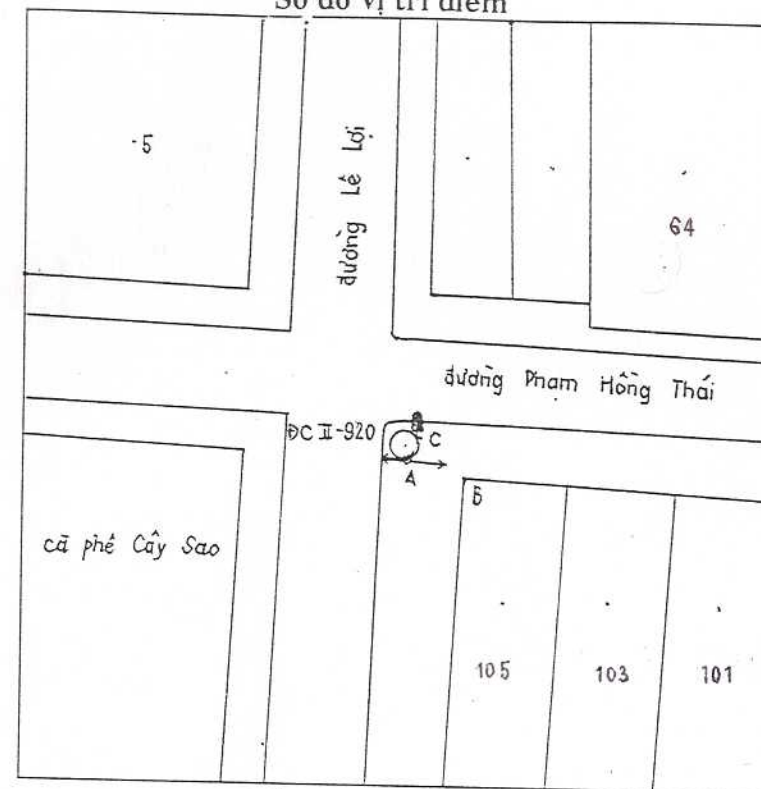 Sơ đồ vị trí điểm
5
đường Lê Lợi
64
đường Phạm Hồng Thái
ĐC II-920
C
A
B
cà phê Cây Sao
105
103
101